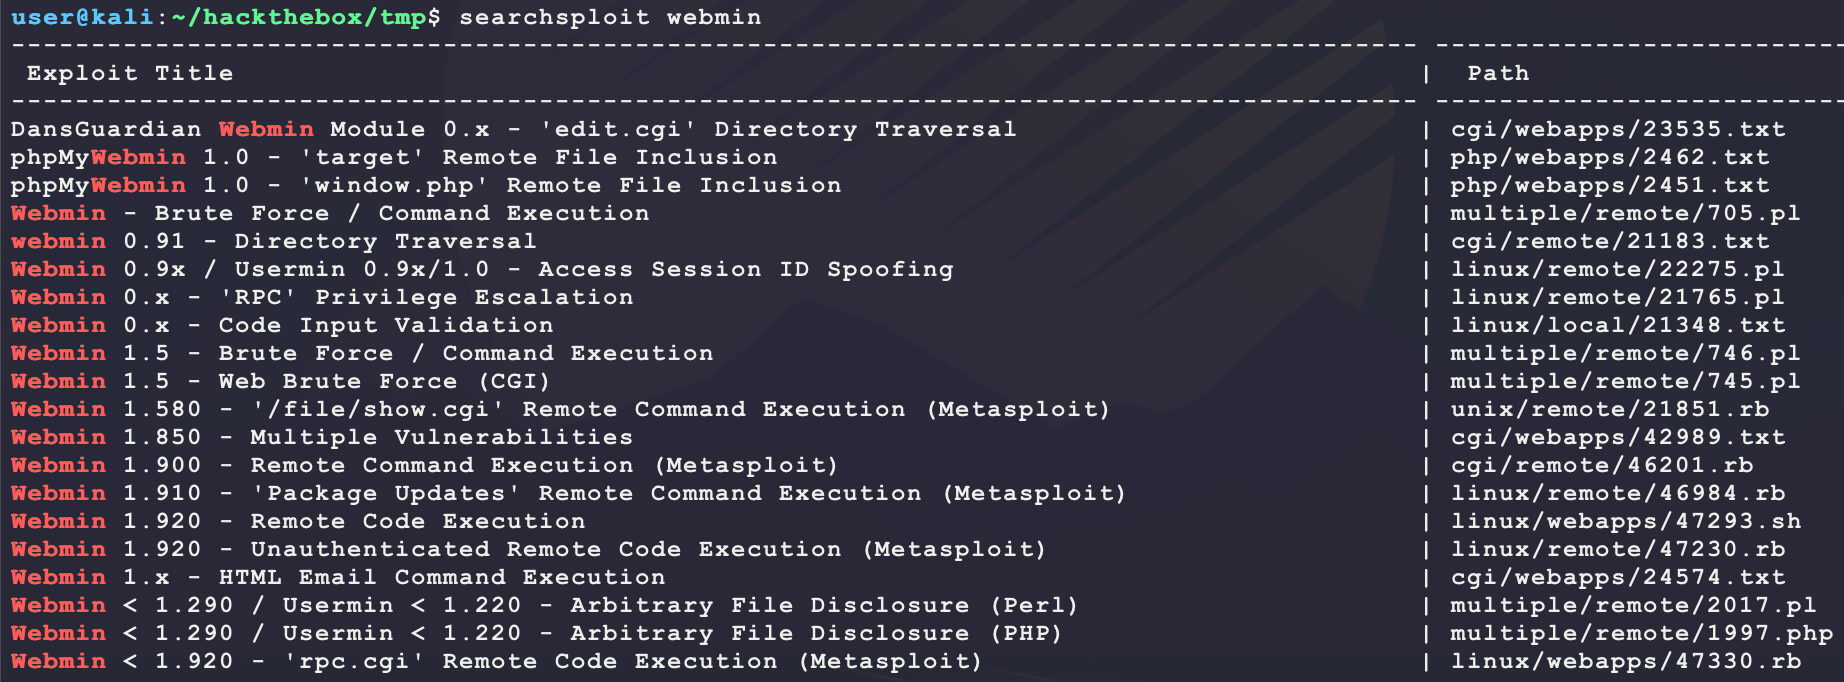 user@kali:~/hackthebox/tmp$ searchsploit webmin
---------------------------------------------------------------------------------------- ---------------------------
 Exploit Title | Path
---------------------------------------------------------------------------------------- ---------------------------
DansGuardian Webmin Module 0.x - 'edit.cgi' Directory Traversal | cgi/webapps/23535.txt
phpMyWebmin 1.0 - 'target' Remote File Inclusion | php/webapps/2462.txt
phpMyWebmin 1.0 - 'window.php' Remote File Inclusion | php/webapps/2451.txt
Webmin - Brute Force / Command Execution | multiple/remote/705.pl
webmin 0.91 - Directory Traversal | cgi/remote/21183.txt
Webmin 0.9x / Usermin 0.9x/1.0 - Access Session ID Spoofing | linux/remote/22275.pl
Webmin 0.x - 'RPC' Privilege Escalation | linux/remote/21765.pl
Webmin 0.x - Code Input Validation | linux/local/21348.txt
Webmin 1.5 - Brute Force / Command Execution | multiple/remote/746.pl
Webmin 1.5 - Web Brute Force (CGI) | multiple/remote/745.pl
Webmin 1.580 - '/file/show.cgi' Remote Command Execution (Metasploit) | unix/remote/21851.rb
Webmin 1.850 - Multiple Vulnerabilities | cgi/webapps/42989.txt
Webmin 1.900 - Remote Command Execution (Metasploit) | cgi/remote/46201.rb
Webmin 1.910 - 'Package Updates' Remote Command Execution (Metasploit) | linux/remote/46984.rb
Webmin 1.920 - Remote Code Execution | linux/webapps/47293.sh
Webmin 1.920 - Unauthenticated Remote Code Execution (Metasploit) | linux/remote/47230.rb
Webmin 1.x - HTML Email Command Execution | cgi/webapps/24574.txt
Webmin < 1.290 / Usermin < 1.220 - Arbitrary File Disclosure (Perl) | multiple/remote/2017.pl
Webmin < 1.290 / Usermin < 1.220 - Arbitrary File Disclosure (PHP) | multiple/remote/1997.php
Webmin < 1.920 - 'rpc.cgi' Remote Code Execution (Metasploit) | linux/webapps/47330.rb